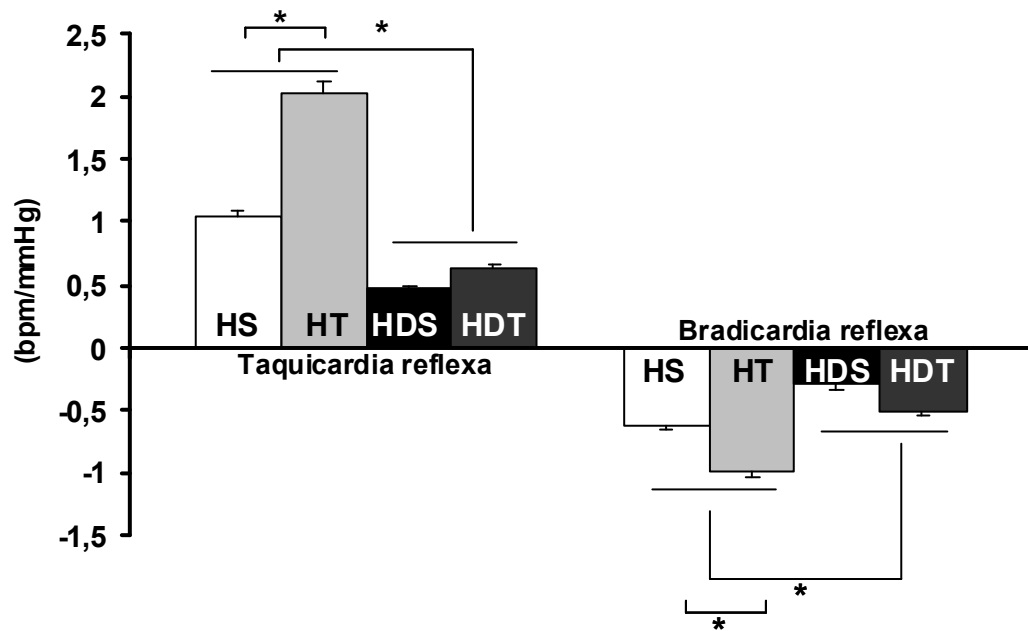 *
*
2,5
2
1,5
1
0,5
0
-0,5
-1
-1,5
(bpm/mmHg)
HS HT HDS HDT
Taquicardia reflexa
Bradicardia reflexa
HS HT HDS HDT
*
*